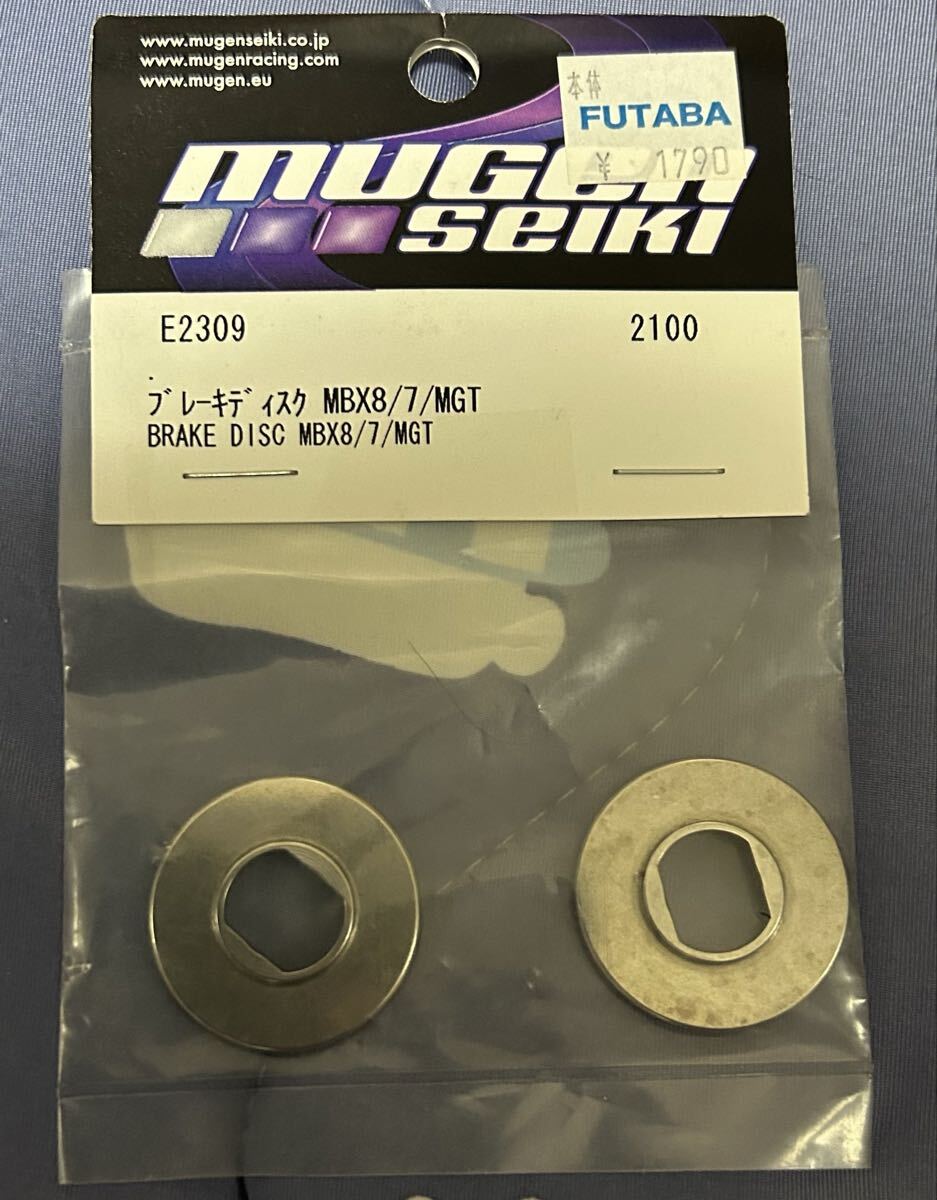 www.mugenseiki.co.jp
www.mugenracing.com
www.mugen.eu
本体
FUTABA
¥ 1790
mugen
seiki
E2309 2100
ブレーキディスク MBX8/7/MGT
BRAKE DISC MBX8/7/MGT